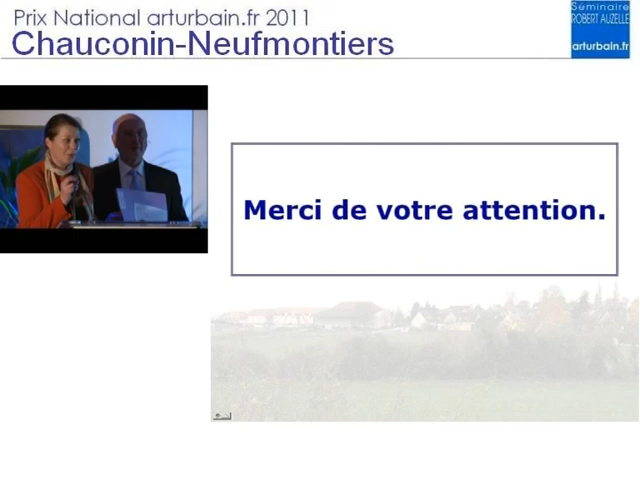 Prix National arturbain.fr 2011
Chauconin-Neufmontiers
Séminaire
ROBERT AUZELLE
arturbain.fr
Merci de votre attention.